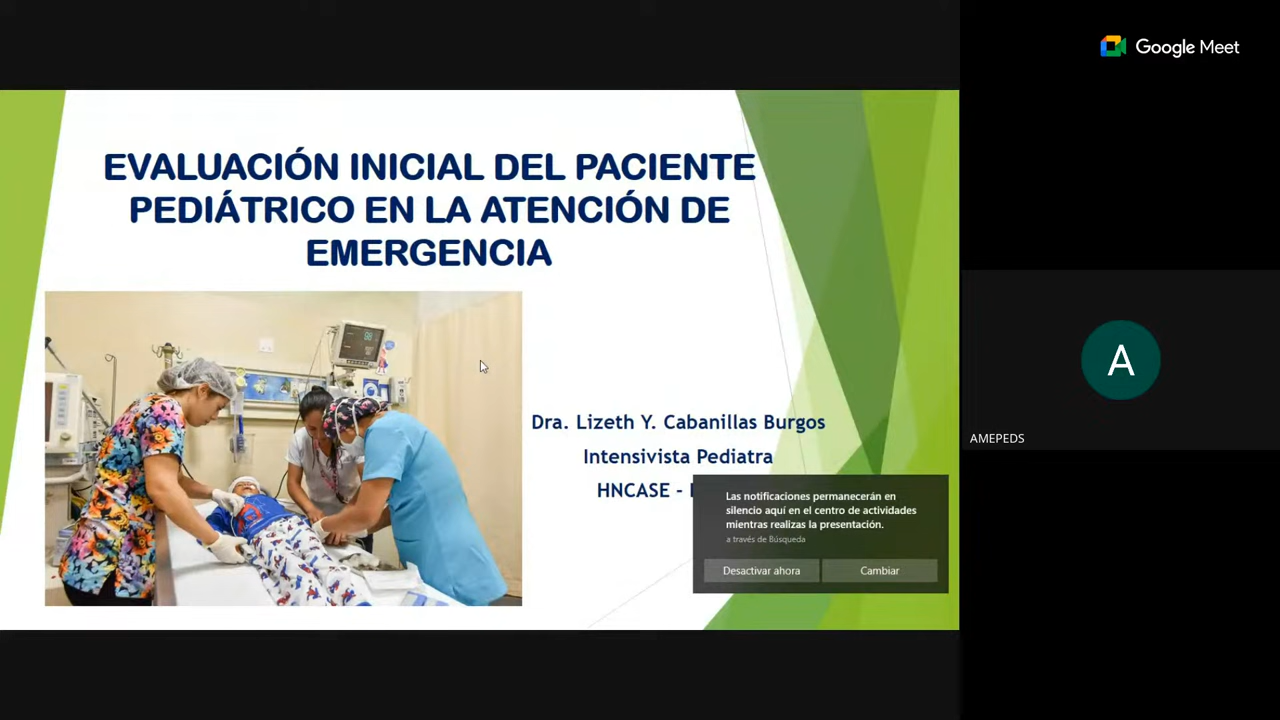 Google Meet
EVALUACIÓN INICIAL DEL PACIENTE
PEDIÁTRICO EN LA ATENCIÓN DE
EMERGENCIA
Dra. Lizeth Y. Cabanillas Burgos
Intensivista Pediatra
HNCASE -
Las notificaciones permanecerán en
silencio aquí en el centro de actividades
mientras realizas la presentación.
a través de Búsqueda
Desactivar ahora
Cambiar
A
AMEPEDS